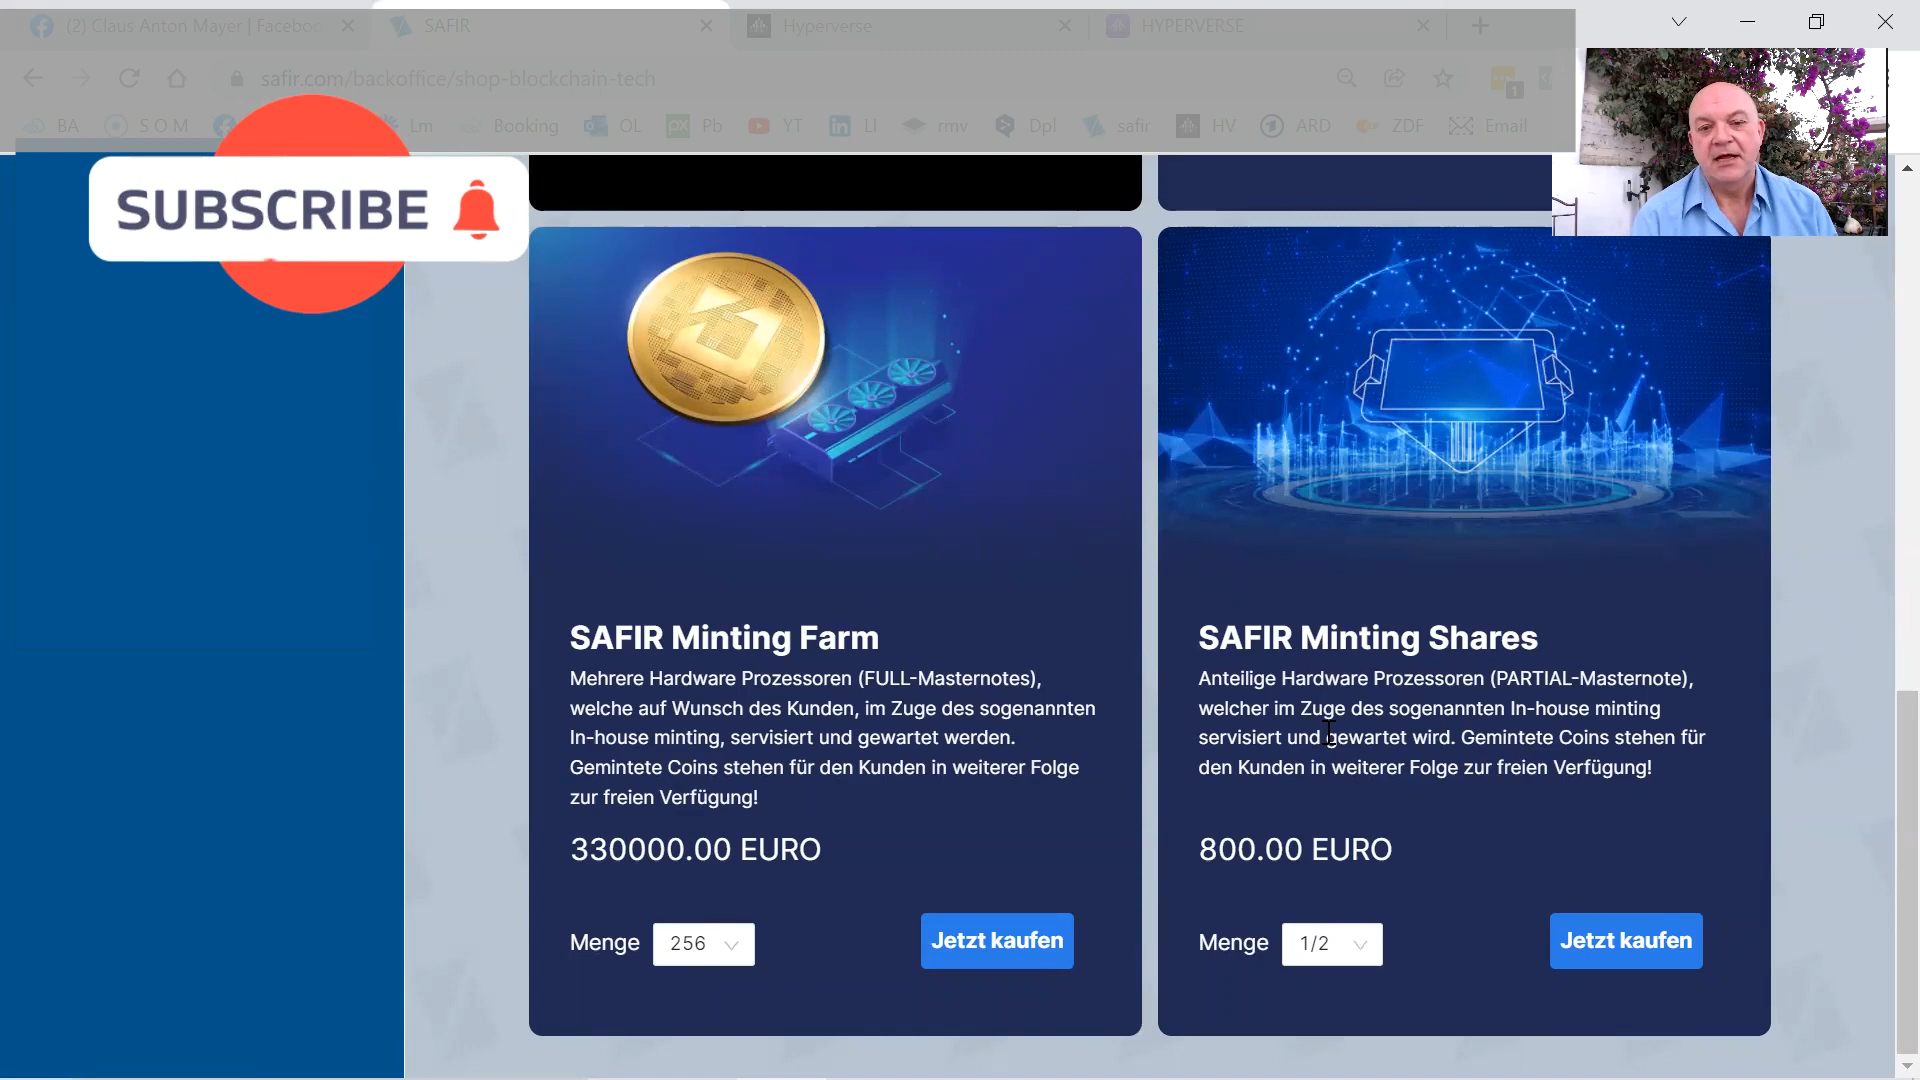 (2) Claus Anton Mayer | Facebo
SAFIR
Hyperverse
HYPERVERSE
safir.com/backoffice/shop-blockchain-tech
1
BA
S O M
Lm
Booking
OL
Pb
YT
LI
rmv
Dpl
safir
HV
ARD
ZDF
Email
SUBSCRIBE
SAFIR Minting Farm
Mehrere Hardware Prozessoren (FULL-Masternotes),
welche auf Wunsch des Kunden, im Zuge des sogenannten
In-house minting, servisiert und gewartet werden.
Gemintete Coins stehen für den Kunden in weiterer Folge
zur freien Verfügung!
330000.00 EURO
Menge
256
Jetzt kaufen
SAFIR Minting Shares
Anteilige Hardware Prozessoren (PARTIAL-Masternote),
welcher im Zuge des sogenannten In-house minting
servisiert und gewartet wird. Gemintete Coins stehen für
den Kunden in weiterer Folge zur freien Verfügung!
800.00 EURO
Menge
1/2
Jetzt kaufen